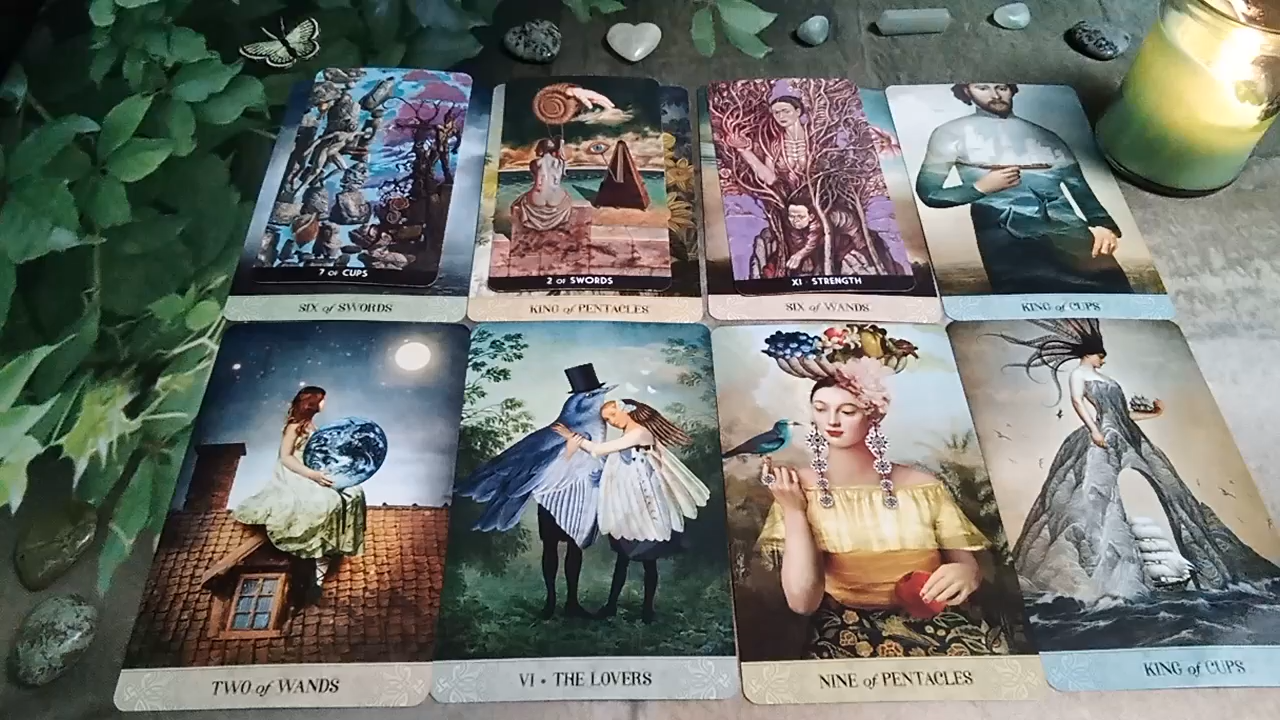 7 OF CUPS
2 OF SWORDS
XI STRENGTH
SIX of SWORDS
KING of PENTACLES
SIX of WANDS
KING of CUPS
TWO of WANDS
VI • THE LOVERS
NINE of PENTACLES
KING of CUPS